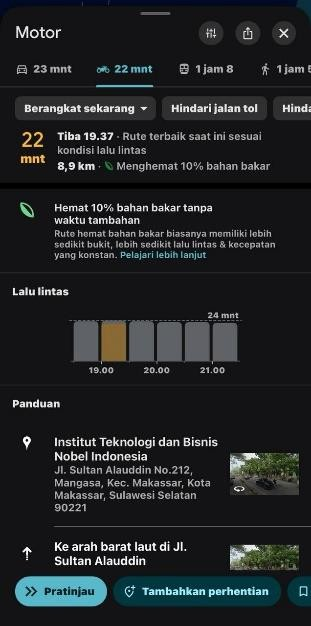 Motor
23 mnt
22 mnt
1 jam 8
1 jam 5
Berangkat sekarang
Hindari jalan tol
Hinda
22
mnt
Tiba 19.37 · Rute terbaik saat ini sesuai
kondisi lalu lintas
8,9 km · Menghemat 10% bahan bakar
Hemat 10% bahan bakar tanpa
waktu tambahan
Rute hemat bahan bakar biasanya memiliki lebih
sedikit bukit, lebih sedikit lalu lintas & kecepatan
yang konstan. Pelajari lebih lanjut
Lalu lintas
24 mnt
19.00
20.00
21.00
Panduan
Institut Teknologi dan Bisnis
Nobel Indonesia
Jl. Sultan Alauddin No.212,
Mangasa, Kec. Makassar, Kota
Makassar, Sulawesi Selatan
90221
Ke arah barat laut di Jl.
Sultan Alauddin
Pratinjau
Tambahkan perhentian